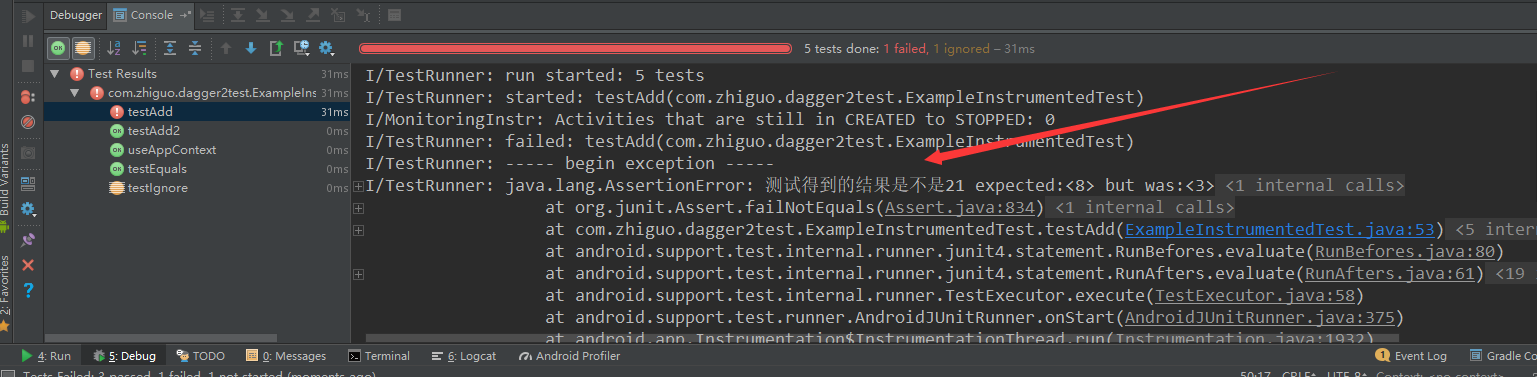 Debugger Console
5 tests done: 1 failed, 1 ignored – 31ms
Test Results 31ms
com.zhiguo.dagger2test.ExampleIns 31ms
testAdd 31ms
testAdd2 0ms
useAppContext 0ms
testEquals 0ms
testIgnore 0ms
I/TestRunner: run started: 5 tests
I/TestRunner: started: testAdd(com.zhiguo.dagger2test.ExampleInstrumentedTest)
I/MonitoringInstr: Activities that are still in CREATED to STOPPED: 0
I/TestRunner: failed: testAdd(com.zhiguo.dagger2test.ExampleInstrumentedTest)
I/TestRunner: ----- begin exception -----
I/TestRunner: java.lang.AssertionError: 测试得到的结果是不是21 expected:<8> but was:<3> <1 internal calls>
at org.junit.Assert.failNotEquals(Assert.java:834) <1 internal calls>
at com.zhiguo.dagger2test.ExampleInstrumentedTest.testAdd(ExampleInstrumentedTest.java:53) <5 inter
at android.support.test.internal.runner.junit4.statement.RunBefores.evaluate(RunBefores.java:80)
at android.support.test.internal.runner.junit4.statement.RunAfters.evaluate(RunAfters.java:61) <19
at android.support.test.internal.runner.TestExecutor.execute(TestExecutor.java:58)
at android.support.test.runner.AndroidJUnitRunner.onStart(AndroidJUnitRunner.java:375)
at android.app.Instrumentation$InstrumentationThread.run(Instrumentation.java:1932)
Build Variants
2: Favorites
4: Run 5: Debug TODO 0: Messages Terminal 6: Logcat Android Profiler 1 Event Log Gradle Co
Tests Failed: 3 passed, 1 failed, 1 not started (moments ago) 50:17 CRLF UTF-8 Context: <no context>